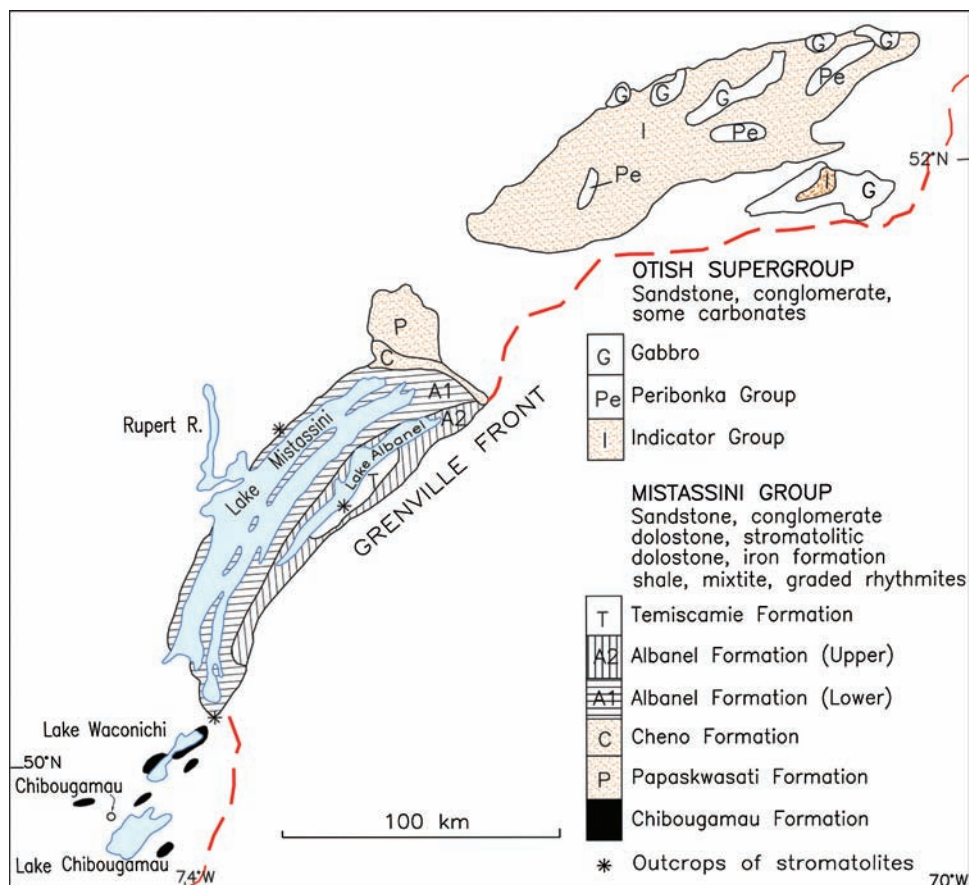 G
G
Pe
G
G
G
I
Pe
52°N
Pe
I
G
OTISH SUPERGROUP
Sandstone, conglomerate,
some carbonates
G Gabbro
Pe Peribonka Group
I Indicator Group
P
C
A1
A2
Rupert R.
Lake Mistassini
Lake Albanel
T
GRENVILLE FRONT
MISTASSINI GROUP
Sandstone, conglomerate
dolostone, stromatolitic
dolostone, iron formation
shale, mixtite, graded rhythmites
T Temiscamie Formation
A2 Albanel Formation (Upper)
A1 Albanel Formation (Lower)
C Cheno Formation
P Papaskwasati Formation
Chibougamau Formation
* Outcrops of stromatolites
Lake Waconichi
50°N
Chibougamau
Lake Chibougamau
74°W
100 km
70°W